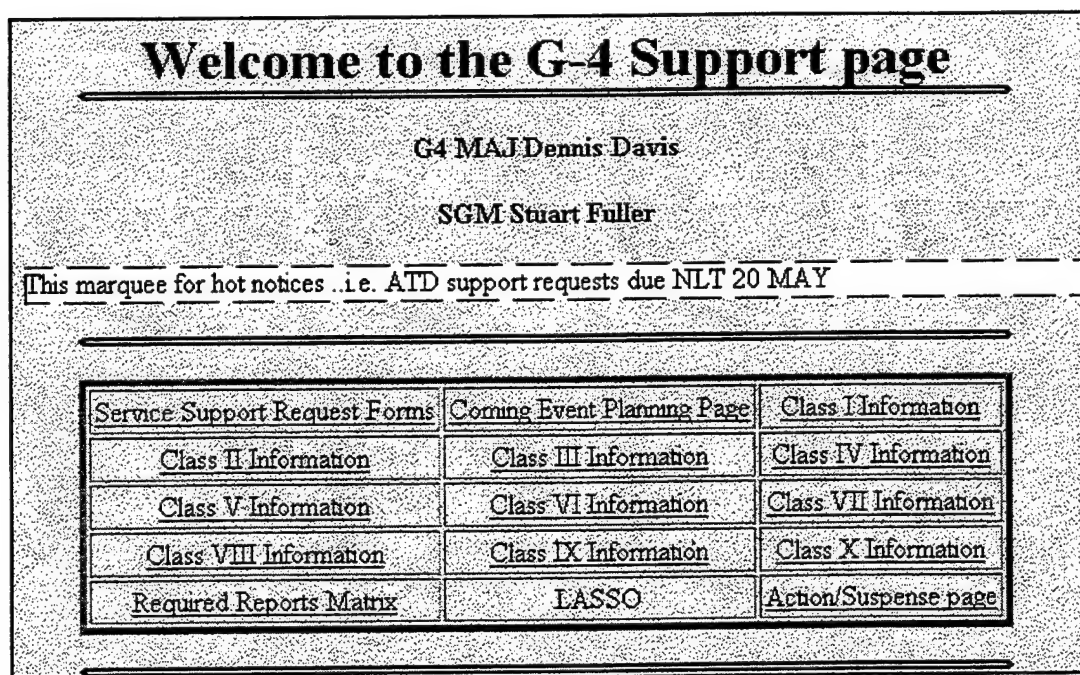 Welcome to the G-4 Support page
G4 MAJ Dennis Davis
SGM Stuart Fuller
This marquee for hot notices ..i.e. ATD support requests due NLT 20 MAY
Service Support Request Forms Coming Event Planning Page Class I Information
Class II Information Class III Information Class IV Information
Class V Information Class VI Information Class VII Information
Class VIII Information Class IX Information Class X Information
Required Reports Matrix LASSO Action/Suspense page